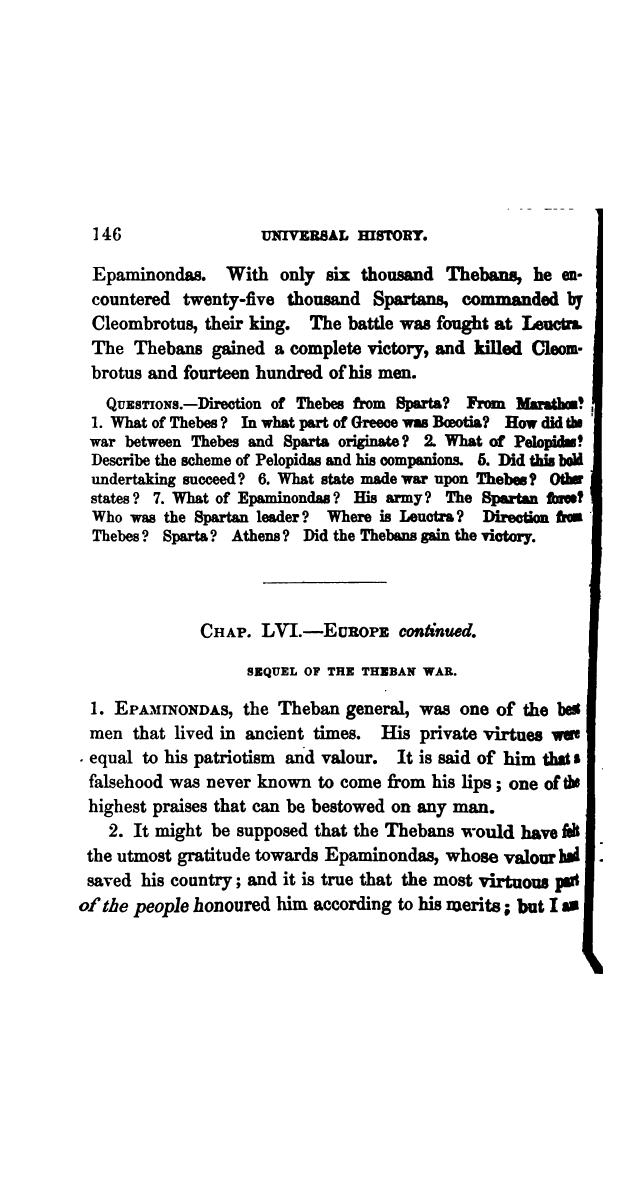 146 UNIVERSAL HISTORY.
Epaminondas. With only six thousand Thebans, he en-
countered twenty-five thousand Spartans, commanded by
Cleombrotus, their king. The battle was fought at Leuctra.
The Thebans gained a complete victory, and killed Cleom-
brotus and fourteen hundred of his men.
QUESTIONS.—Direction of Thebes from Sparta? From Marathon?
1. What of Thebes? In what part of Greece was Bœotia? How did the
war between Thebes and Sparta originate? 2. What of Pelopidas?
Describe the scheme of Pelopidas and his companions. 5. Did this bold
undertaking succeed? 6. What state made war upon Thebes? Other
states? 7. What of Epaminondas? His army? The Spartan force?
Who was the Spartan leader? Where is Leuctra? Direction from
Thebes? Sparta? Athens? Did the Thebans gain the victory.
CHAP. LVI.—EUROPE continued.
SEQUEL OF THE THEBAN WAR.
1. EPAMINONDAS, the Theban general, was one of the best
men that lived in ancient times. His private virtues were
equal to his patriotism and valour. It is said of him that a
falsehood was never known to come from his lips; one of the
highest praises that can be bestowed on any man.
2. It might be supposed that the Thebans would have felt
the utmost gratitude towards Epaminondas, whose valour had
saved his country; and it is true that the most virtuous part
of the people honoured him according to his merits; but I am